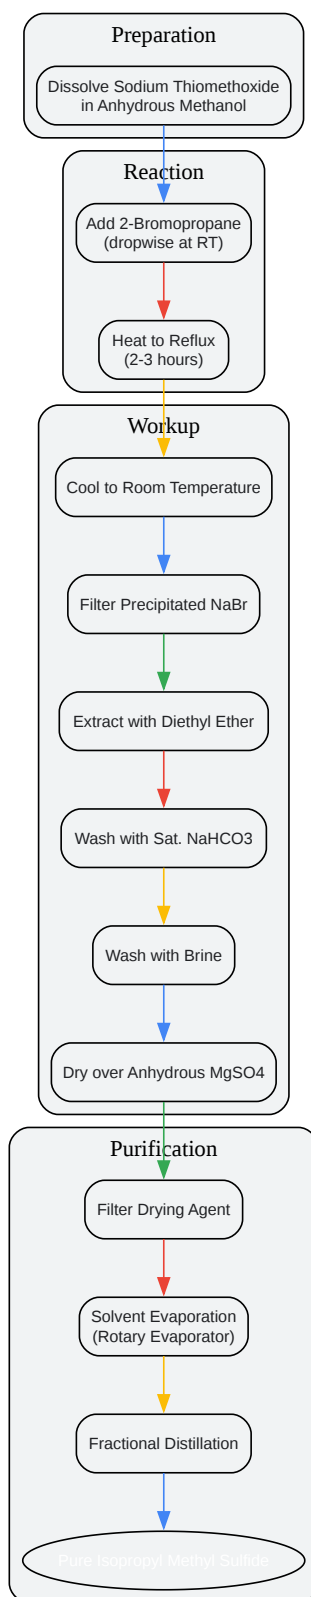 Preparation
Dissolve Sodium Thiomethoxide
in Anhydrous Methanol
Reaction
Add 2-Bromopropane
(dropwise at RT)
Heat to Reflux
(2-3 hours)
Workup
Cool to Room Temperature
Filter Precipitated NaBr
Extract with Diethyl Ether
Wash with Sat. NaHCO3
Wash with Brine
Dry over Anhydrous MgSO4
Purification
Filter Drying Agent
Solvent Evaporation
(Rotary Evaporator)
Fractional Distillation
Pure Isopropyl Methyl Sulfide